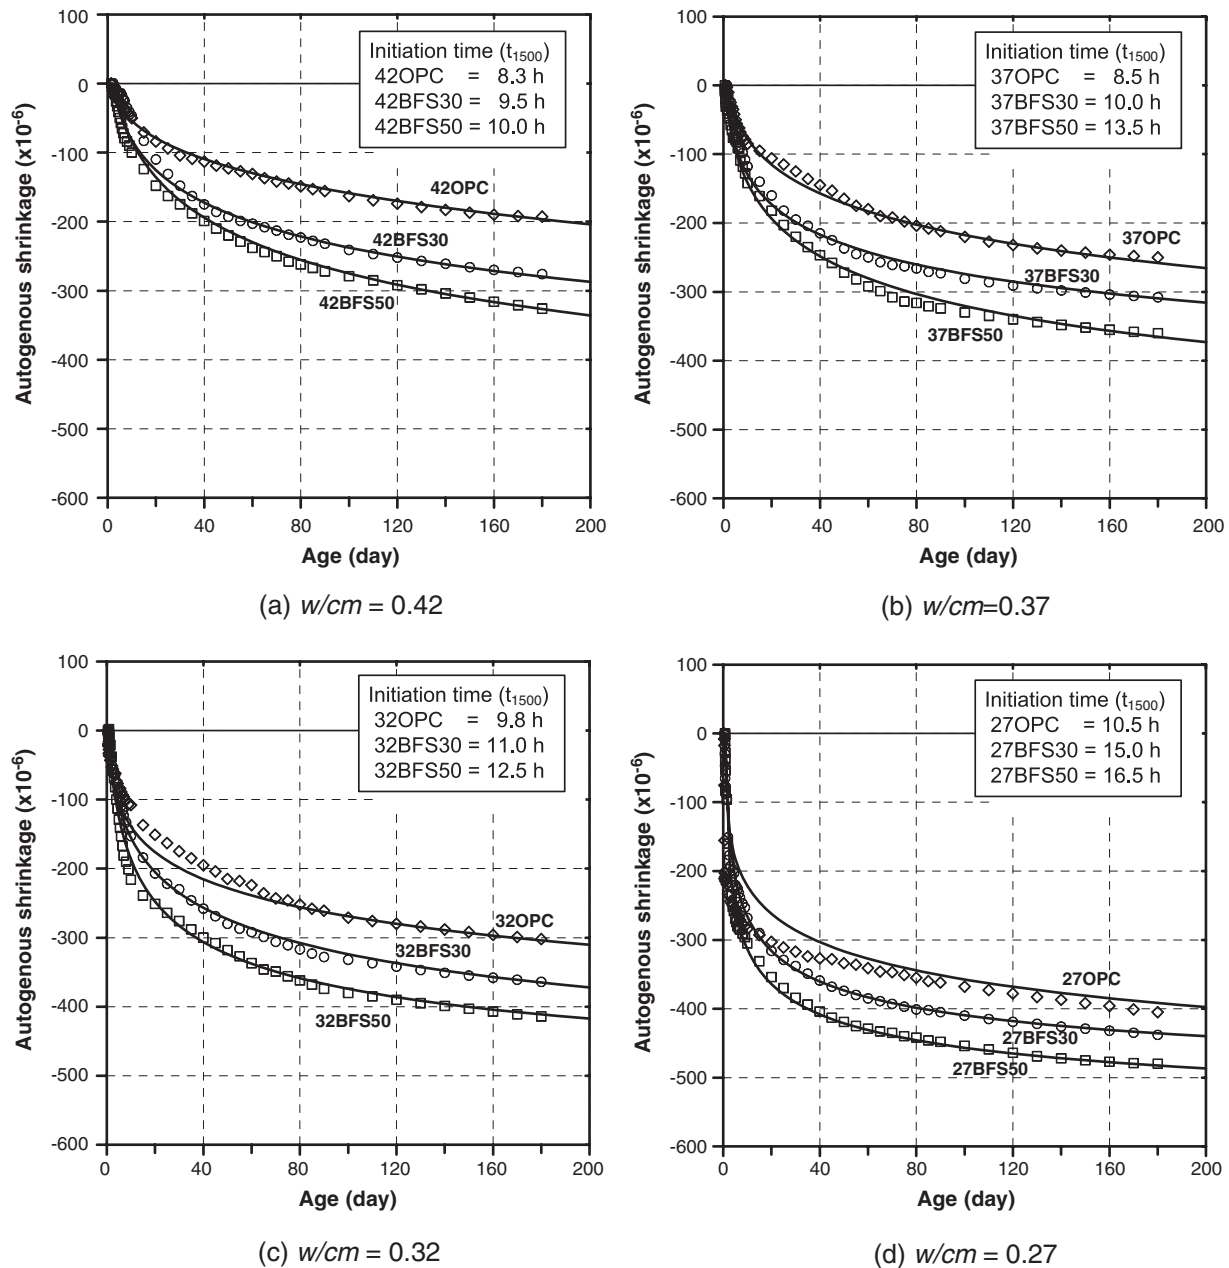 100
0
-100
-200
-300
-400
-500
-600
Autogenous shrinkage (x10-6)
Initiation time (t1500)
42OPC = 8.3 h
42BFS30 = 9.5 h
42BFS50 = 10.0 h
42OPC
42BFS30
42BFS50
0 40 80 120 160 200
Age (day)
(a) w/cm = 0.42
100
0
-100
-200
-300
-400
-500
-600
Autogenous shrinkage (x10-6)
Initiation time (t1500)
37OPC = 8.5 h
37BFS30 = 10.0 h
37BFS50 = 13.5 h
37OPC
37BFS30
37BFS50
0 40 80 120 160 200
Age (day)
(b) w/cm=0.37
100
0
-100
-200
-300
-400
-500
-600
Autogenous shrinkage (x10-6)
Initiation time (t1500)
32OPC = 9.8 h
32BFS30 = 11.0 h
32BFS50 = 12.5 h
32OPC
32BFS30
32BFS50
0 40 80 120 160 200
Age (day)
(c) w/cm = 0.32
100
0
-100
-200
-300
-400
-500
-600
Autogenous shrinkage (x10-6)
Initiation time (t1500)
27OPC = 10.5 h
27BFS30 = 15.0 h
27BFS50 = 16.5 h
27OPC
27BFS30
27BFS50
0 40 80 120 160 200
Age (day)
(d) w/cm = 0.27